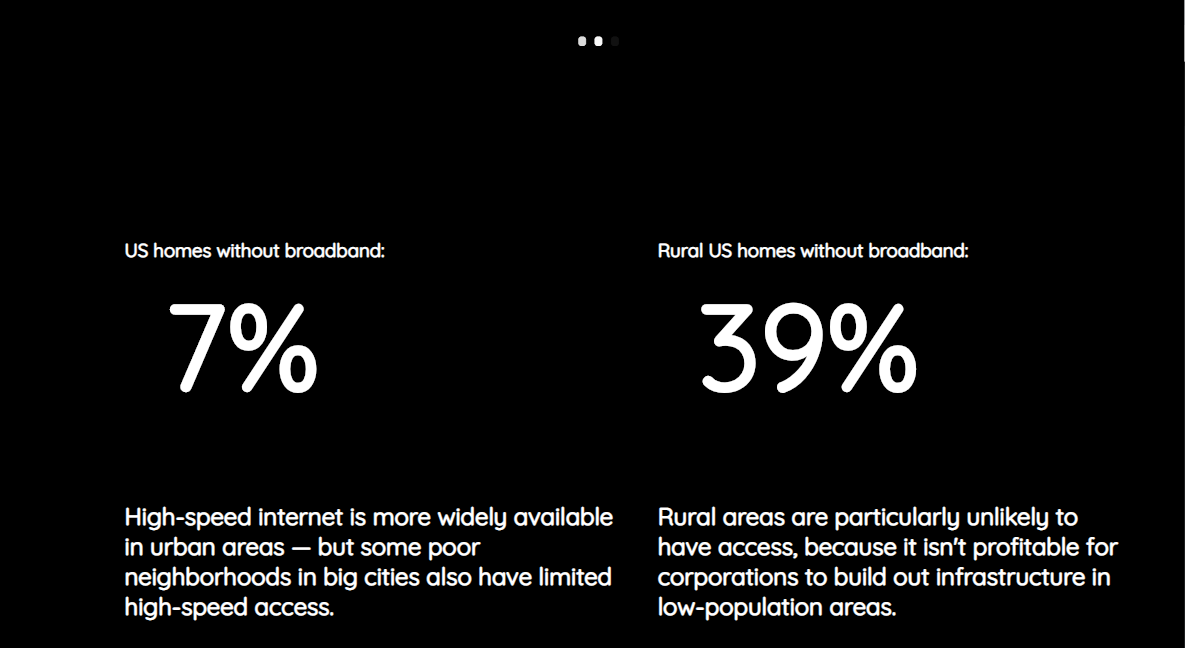 US homes without broadband:
7%
High-speed internet is more widely available
in urban areas — but some poor
neighborhoods in big cities also have limited
high-speed access.
Rural US homes without broadband:
39%
Rural areas are particularly unlikely to
have access, because it isn't profitable for
corporations to build out infrastructure in
low-population areas.